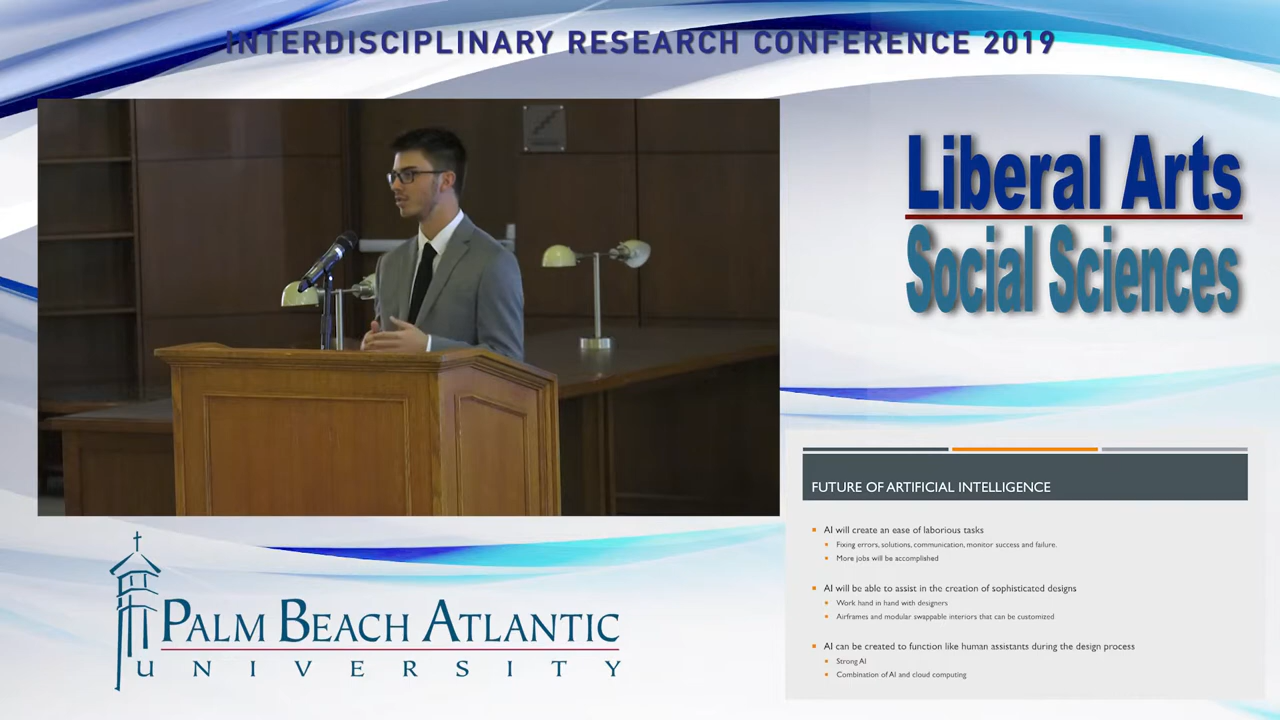 INTERDISCIPLINARY RESEARCH CONFERENCE 2019
Liberal Arts
Social Sciences
FUTURE OF ARTIFICIAL INTELLIGENCE
AI will create an ease of laborious tasks
Fixing errors, solutions, communication, monitor success and failure.
More jobs will be accomplished
AI will be able to assist in the creation of sophisticated designs
Work hand in hand with designers
Airframes and modular swappable interiors that can be customized
AI can be created to function like human assistants during the design process
Strong AI
Combination of AI and cloud computing
PALM BEACH ATLANTIC
UNIVERSITY